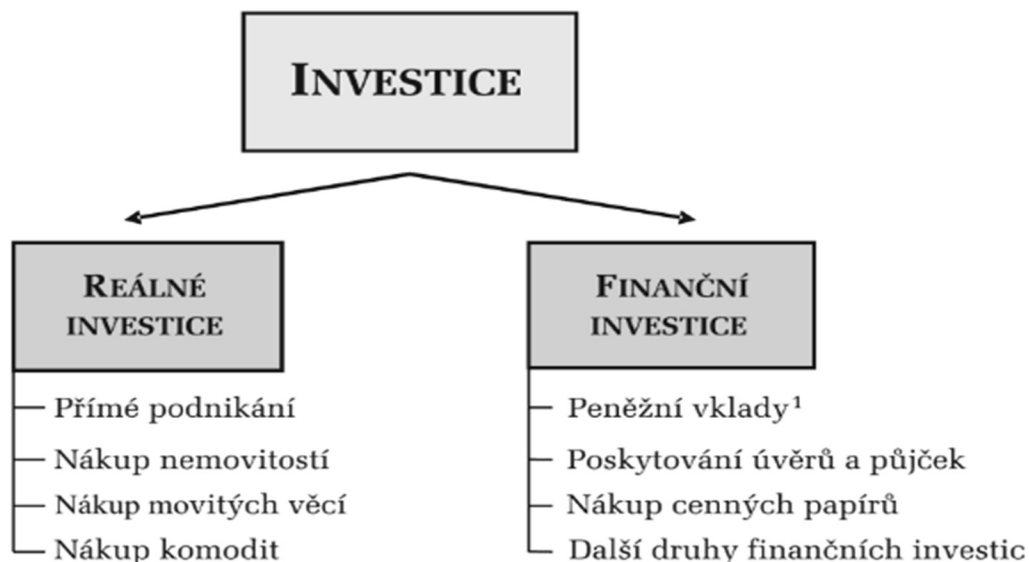 INVESTICE
REÁLNÉ
INVESTICE
Přímé podnikání
Nákup nemovitostí
Nákup movitých věcí
Nákup komodit
FINANČNÍ
INVESTICE
Peněžní vklady¹
Poskytování úvěrů a půjček
Nákup cenných papírů
Další druhy finančních investic